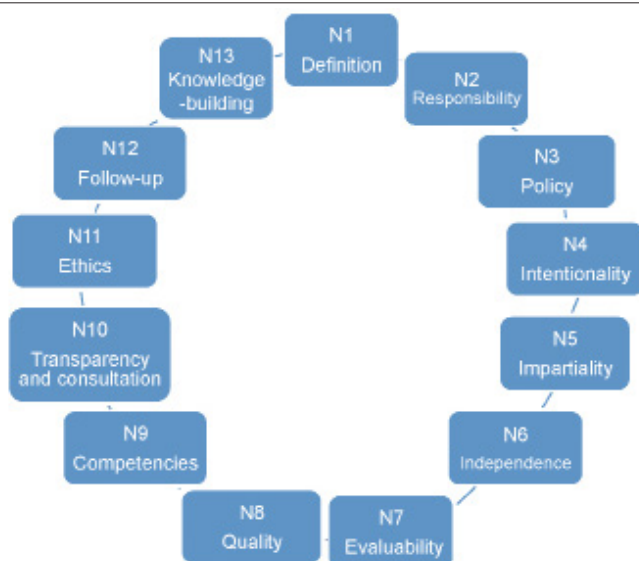 N1
Definition
N2
Responsibility
N3
Policy
N4
Intentionality
N5
Impartiality
N6
Independence
N7
Evaluability
N8
Quality
N9
Competencies
N10
Transparency
and consultation
N11
Ethics
N12
Follow-up
N13
Knowledge
-building